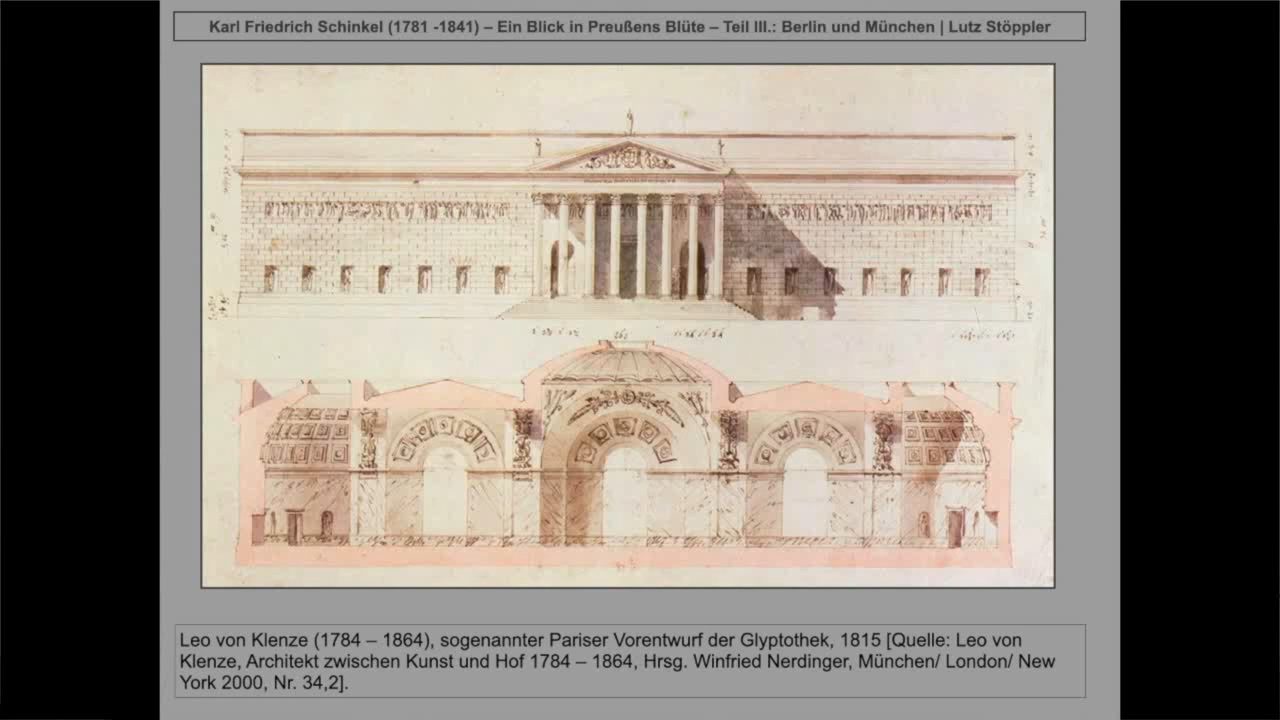 Karl Friedrich Schinkel (1781 -1841) – Ein Blick in Preußens Blüte – Teil III.: Berlin und München | Lutz Stöppler
Leo von Klenze (1784 – 1864), sogenannter Pariser Vorentwurf der Glyptothek, 1815 [Quelle: Leo von
Klenze, Architekt zwischen Kunst und Hof 1784 – 1864, Hrsg. Winfried Nerdinger, München/ London/ New
York 2000, Nr. 34,2].